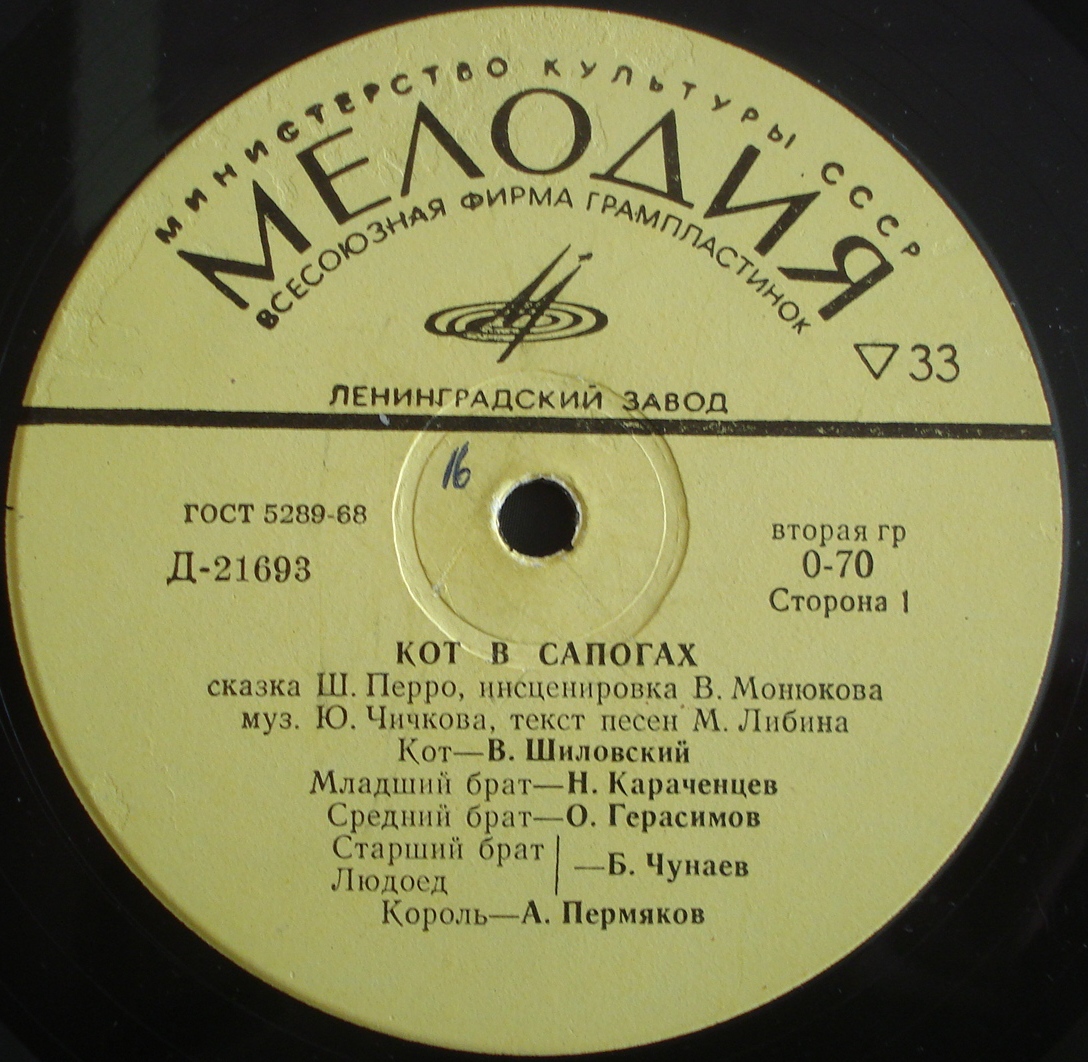 МИНИСТЕРСТВО КУЛЬТУРЫ СССР
МЕЛОДИЯ
ВСЕСОЮЗНАЯ ФИРМА ГРАМПЛАСТИНОК
▽33
ЛЕНИНГРАДСКИЙ ЗАВОД
16
ГОСТ 5289-68
Д-21693
вторая гр
0-70
Сторона 1
КОТ В САПОГАХ
сказка Ш. Перро, инсценировка В. Монюкова
муз. Ю. Чичкова, текст песен М. Либина
Кот—В. Шиловский
Младший брат—Н. Караченцев
Средний брат—О. Герасимов
Старший брат
Людоед
—Б. Чунаев
Король—А. Пермяков